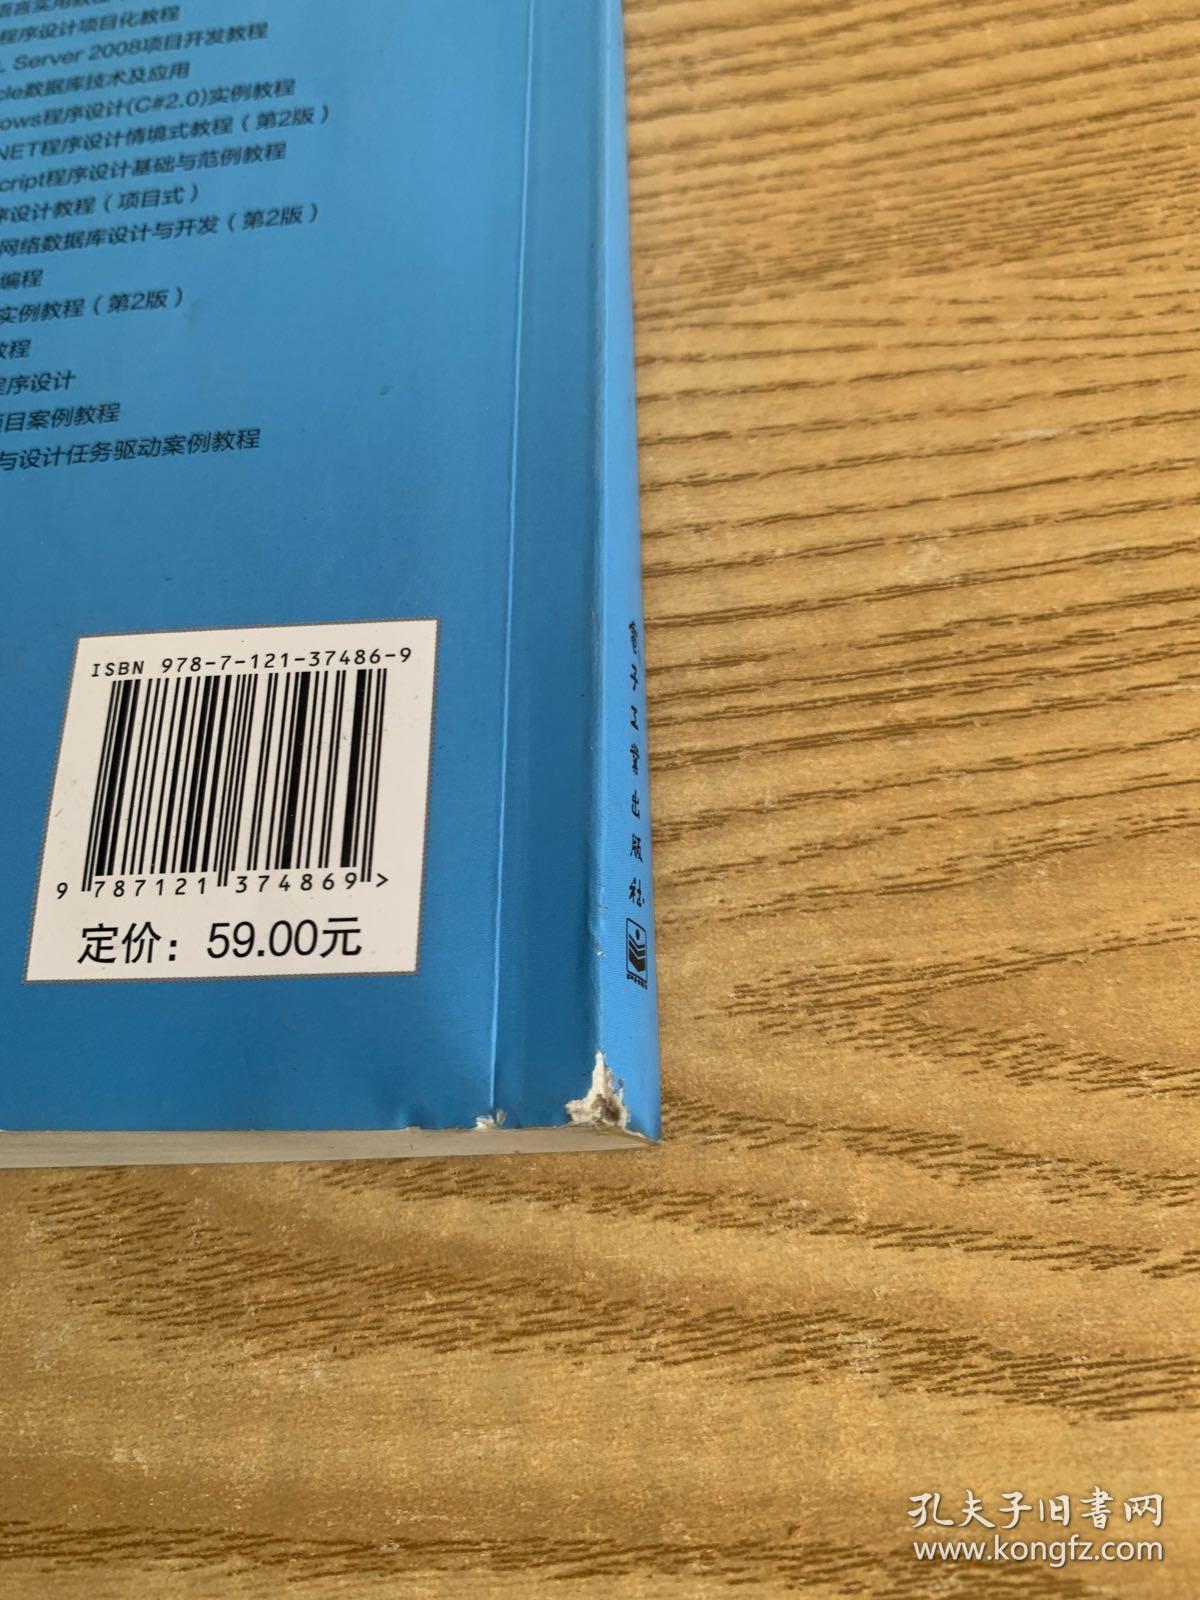 语言实用教程
程序设计项目化教程
L Server 2008项目开发教程
cle数据库技术及应用
ows程序设计(C#2.0)实例教程
NET程序设计情境式教程（第2版）
cript程序设计基础与范例教程
序设计教程（项目式）
网络数据库设计与开发（第2版）
编程
实例教程（第2版）
教程
程序设计
项目案例教程
与设计任务驱动案例教程
ISBN 978-7-121-37486-9
9 787121 374869 >
定价：59.00元
电子工业出版社
孔夫子旧书网
www.kongfz.com